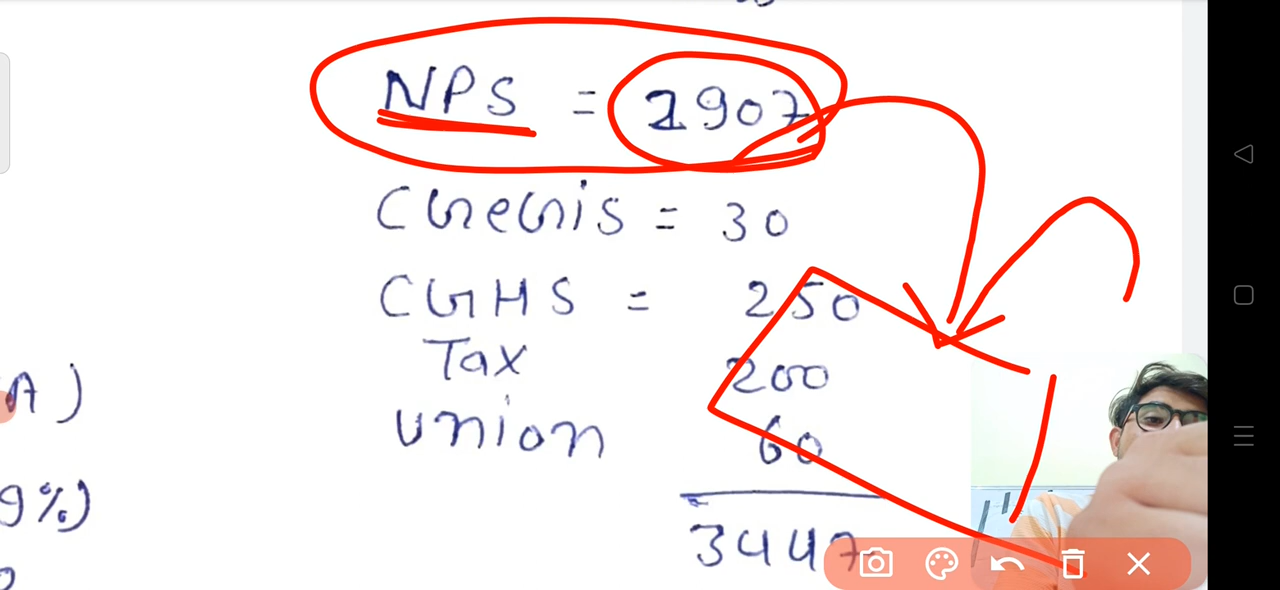 NPS = 2907
CGEGIS = 30
CGHS = 250
Tax 200
union 60
3447
A)
9%)